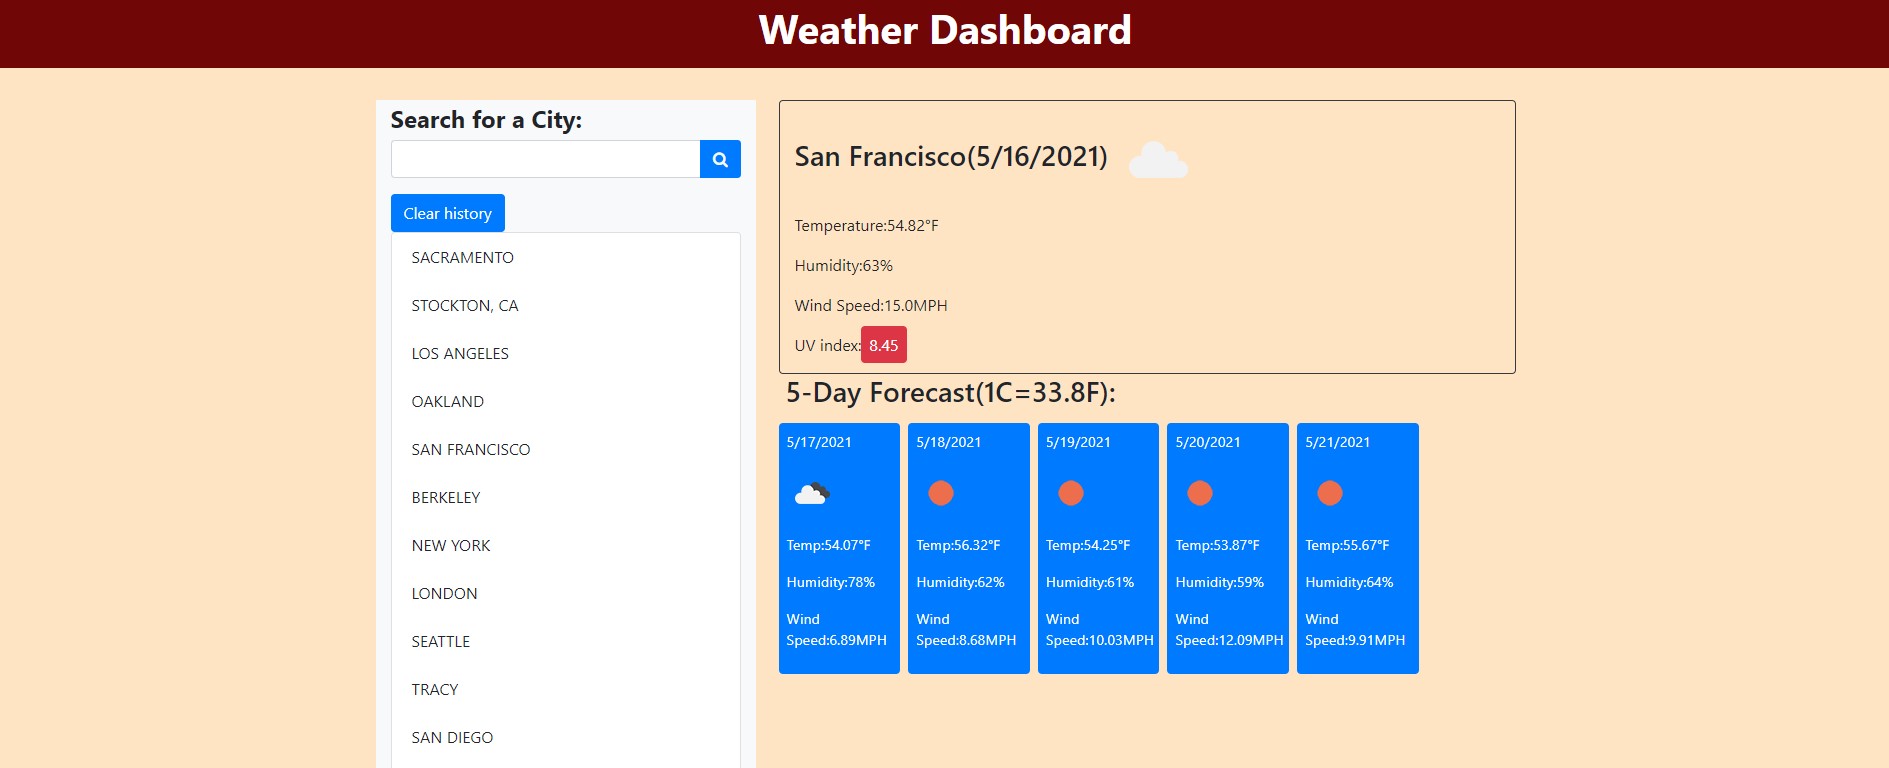 Weather Dashboard
Search for a City:
Clear history
SACRAMENTO
STOCKTON, CA
LOS ANGELES
OAKLAND
SAN FRANCISCO
BERKELEY
NEW YORK
LONDON
SEATTLE
TRACY
SAN DIEGO
San Francisco(5/16/2021)
Temperature:54.82°F
Humidity:63%
Wind Speed:15.0MPH
UV index:8.45
5-Day Forecast(1C=33.8F):
5/17/2021
Temp:54.07°F
Humidity:78%
Wind
Speed:6.89MPH
5/18/2021
Temp:56.32°F
Humidity:62%
Wind
Speed:8.68MPH
5/19/2021
Temp:54.25°F
Humidity:61%
Wind
Speed:10.03MPH
5/20/2021
Temp:53.87°F
Humidity:59%
Wind
Speed:12.09MPH
5/21/2021
Temp:55.67°F
Humidity:64%
Wind
Speed:9.91MPH